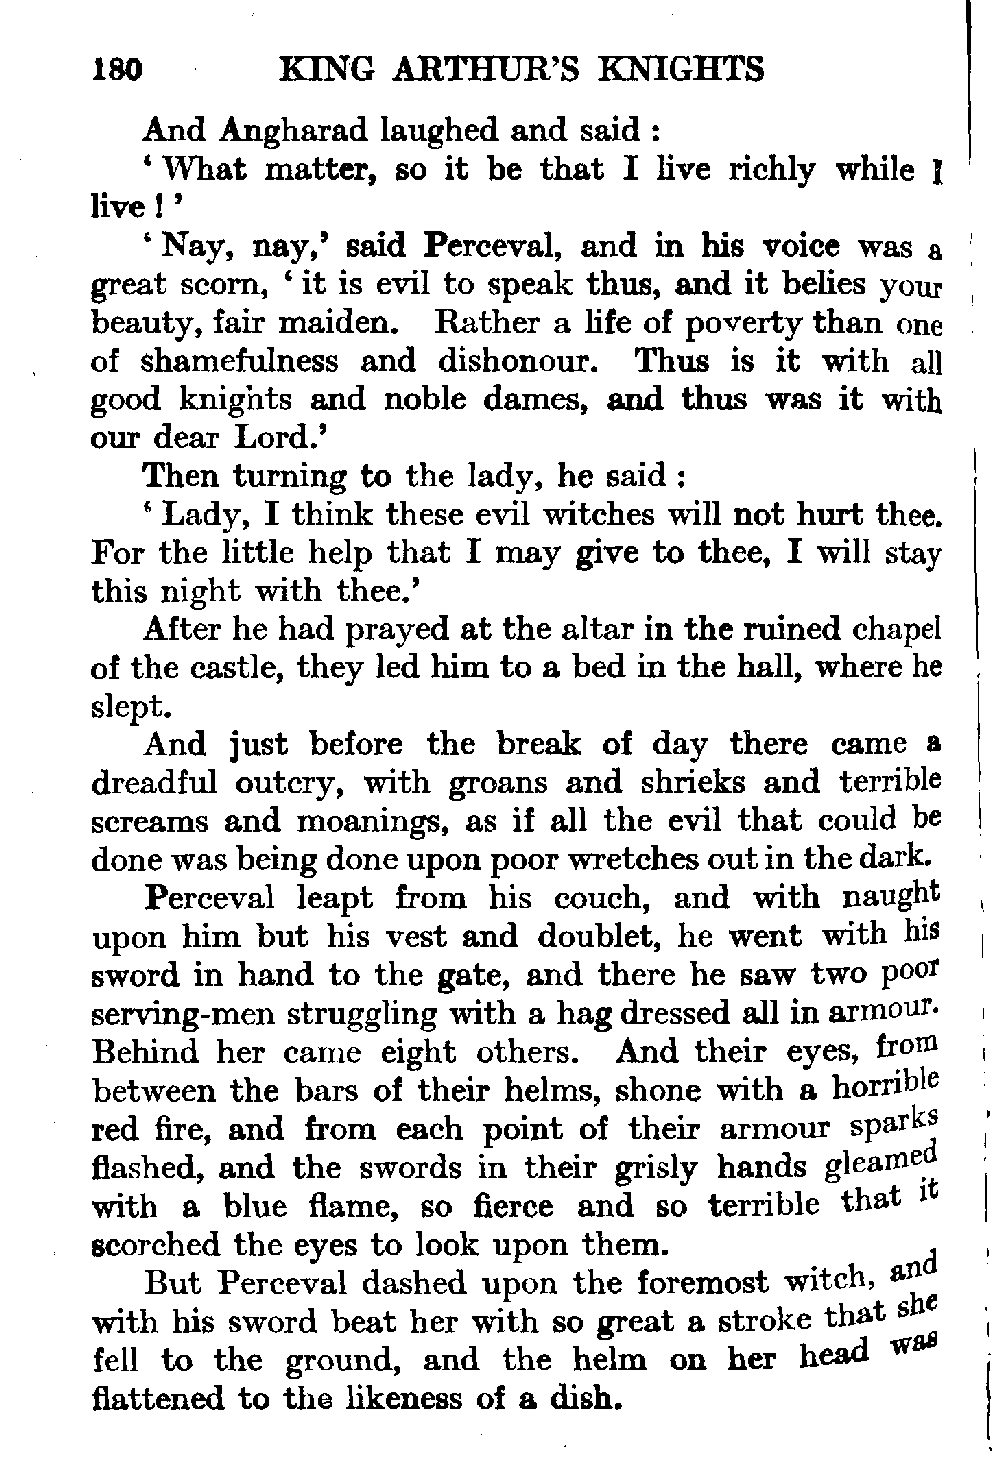 180 KING ARTHUR'S KNIGHTS
And Angharad laughed and said :
‘ What matter, so it be that I live richly while I
live ! ’
‘ Nay, nay,’ said Perceval, and in his voice was a
great scorn, ‘ it is evil to speak thus, and it belies your
beauty, fair maiden. Rather a life of poverty than one
of shamefulness and dishonour. Thus is it with all
good knights and noble dames, and thus was it with
our dear Lord.’
Then turning to the lady, he said :
‘ Lady, I think these evil witches will not hurt thee.
For the little help that I may give to thee, I will stay
this night with thee.’
After he had prayed at the altar in the ruined chapel
of the castle, they led him to a bed in the hall, where he
slept.
And just before the break of day there came a
dreadful outcry, with groans and shrieks and terrible
screams and moanings, as if all the evil that could be
done was being done upon poor wretches out in the dark.
Perceval leapt from his couch, and with naught
upon him but his vest and doublet, he went with his
sword in hand to the gate, and there he saw two poor
serving-men struggling with a hag dressed all in armour.
Behind her came eight others. And their eyes, from
between the bars of their helms, shone with a horrible
red fire, and from each point of their armour sparks
flashed, and the swords in their grisly hands gleamed
with a blue flame, so fierce and so terrible that it
scorched the eyes to look upon them.
But Perceval dashed upon the foremost witch, and
with his sword beat her with so great a stroke that she
fell to the ground, and the helm on her head was
flattened to the likeness of a dish.